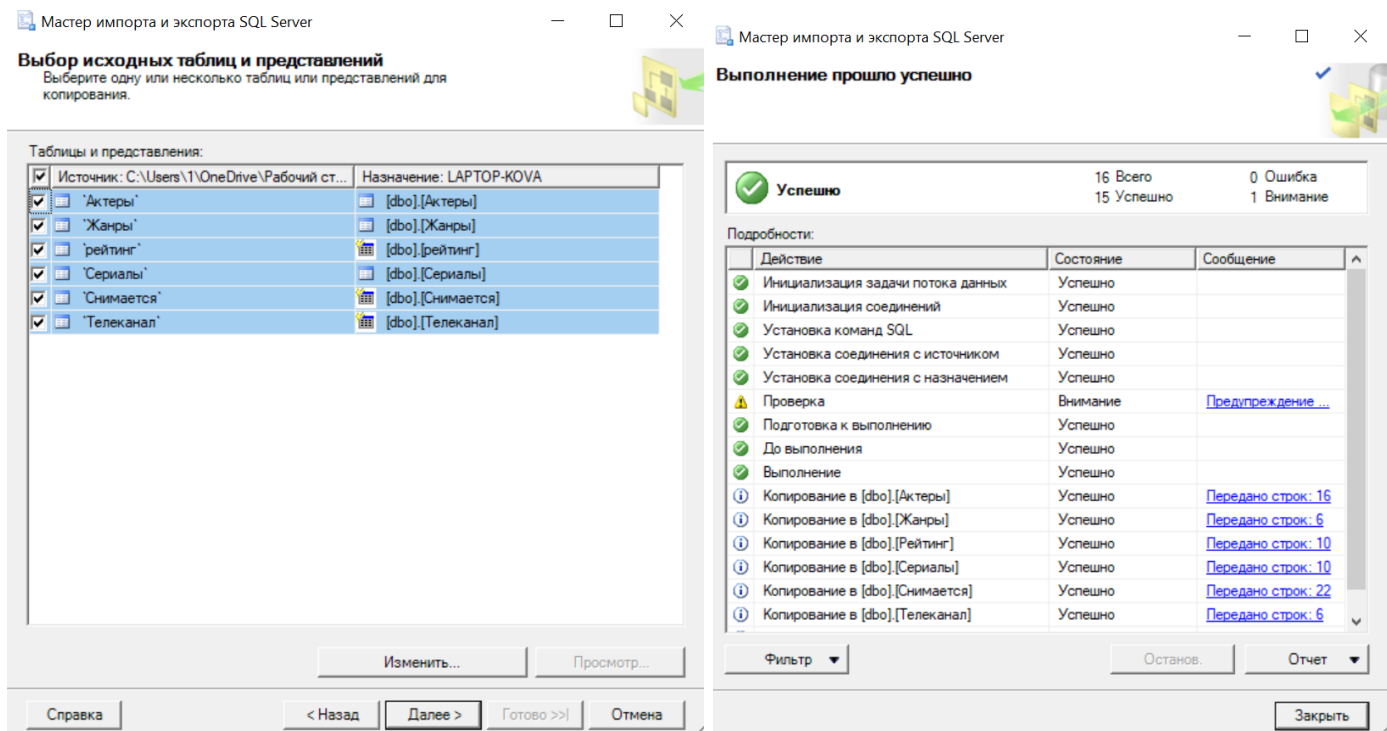 Мастер импорта и экспорта SQL Server
Выбор исходных таблиц и представлений
Выберите одну или несколько таблиц или представлений для
копирования.
Таблицы и представления:
Источник: C:\Users\1\OneDrive\Рабочий ст... Назначение: LAPTOP-KOVA
`Актеры` [dbo].[Актеры]
`Жанры` [dbo].[Жанры]
`рейтинг` [dbo].[рейтинг]
`Сериалы` [dbo].[Сериалы]
`Снимается` [dbo].[Снимается]
`Телеканал` [dbo].[Телеканал]
Изменить... Просмотр...
Справка < Назад Далее > Готово >>| Отмена
Мастер импорта и экспорта SQL Server
Выполнение прошло успешно
Успешно
16 Всего 0 Ошибка
15 Успешно 1 Внимание
Подробности:
Действие Состояние Сообщение
Инициализация задачи потока данных Успешно
Инициализация соединений Успешно
Установка команд SQL Успешно
Установка соединения с источником Успешно
Установка соединения с назначением Успешно
Проверка Внимание Предупреждение ...
Подготовка к выполнению Успешно
До выполнения Успешно
Выполнение Успешно
Копирование в [dbo].[Актеры] Успешно Передано строк: 16
Копирование в [dbo].[Жанры] Успешно Передано строк: 6
Копирование в [dbo].[Рейтинг] Успешно Передано строк: 10
Копирование в [dbo].[Сериалы] Успешно Передано строк: 10
Копирование в [dbo].[Снимается] Успешно Передано строк: 22
Копирование в [dbo].[Телеканал] Успешно Передано строк: 6
Фильтр Останов. Отчет
Закрыть